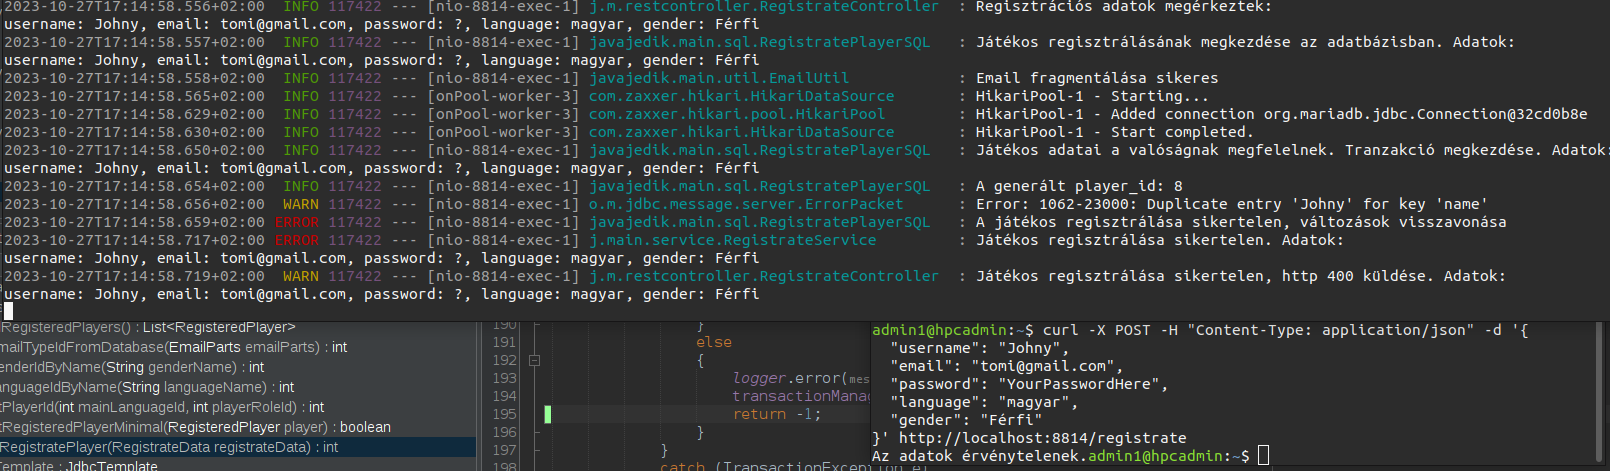 2023-10-27T17:14:58.556+02:00  INFO 117422 --- [nio-8814-exec-1] j.m.restcontroller.RegistrateController  : Regisztrációs adatok megérkeztek:
username: Johny, email: tomi@gmail.com, password: ?, language: magyar, gender: Férfi
2023-10-27T17:14:58.557+02:00  INFO 117422 --- [nio-8814-exec-1] javajedik.main.sql.RegistratePlayerSQL   : Játékos regisztrálásának megkezdése az adatbázisban. Adatok:
username: Johny, email: tomi@gmail.com, password: ?, language: magyar, gender: Férfi
2023-10-27T17:14:58.558+02:00  INFO 117422 --- [nio-8814-exec-1] javajedik.main.util.EmailUtil            : Email fragmentálása sikeres
2023-10-27T17:14:58.565+02:00  INFO 117422 --- [onPool-worker-3] com.zaxxer.hikari.HikariDataSource       : HikariPool-1 - Starting...
2023-10-27T17:14:58.629+02:00  INFO 117422 --- [onPool-worker-3] com.zaxxer.hikari.pool.HikariPool        : HikariPool-1 - Added connection org.mariadb.jdbc.Connection@32cd0b8e
2023-10-27T17:14:58.630+02:00  INFO 117422 --- [onPool-worker-3] com.zaxxer.hikari.HikariDataSource       : HikariPool-1 - Start completed.
2023-10-27T17:14:58.650+02:00  INFO 117422 --- [nio-8814-exec-1] javajedik.main.sql.RegistratePlayerSQL   : Játékos adatai a valóságnak megfelelnek. Tranzakció megkezdése. Adatok:
username: Johny, email: tomi@gmail.com, password: ?, language: magyar, gender: Férfi
2023-10-27T17:14:58.654+02:00  INFO 117422 --- [nio-8814-exec-1] javajedik.main.sql.RegistratePlayerSQL   : A generált player_id: 8
2023-10-27T17:14:58.656+02:00  WARN 117422 --- [nio-8814-exec-1] o.m.jdbc.message.server.ErrorPacket      : Error: 1062-23000: Duplicate entry 'Johny' for key 'name'
2023-10-27T17:14:58.659+02:00 ERROR 117422 --- [nio-8814-exec-1] javajedik.main.sql.RegistratePlayerSQL   : A játékos regisztrálása sikertelen, változások visszavonása
2023-10-27T17:14:58.717+02:00 ERROR 117422 --- [nio-8814-exec-1] j.main.service.RegistrateService         : Játékos regisztrálása sikertelen. Adatok:
username: Johny, email: tomi@gmail.com, password: ?, language: magyar, gender: Férfi
2023-10-27T17:14:58.719+02:00  WARN 117422 --- [nio-8814-exec-1] j.m.restcontroller.RegistrateController  : Játékos regisztrálása sikertelen, http 400 küldése. Adatok:
username: Johny, email: tomi@gmail.com, password: ?, language: magyar, gender: Férfi
RegisteredPlayers() : List<RegisteredPlayer>
mailTypeIdFromDatabase(EmailParts emailParts) : int
enderIdByName(String genderName) : int
anguageIdByName(String languageName) : int
tPlayerId(int mainLanguageId, int playerRoleId) : int
tRegisteredPlayerMinimal(RegisteredPlayer player) : boolean
RegistratePlayer(RegistrateData registrateData) : int
Template : JdbcTemplate
190 }
191 else
192 {
193 logger.error(mes
194 transactionMana
195 return -1;
196 }
197 }
198 catch (TransactionException e)
admin1@hpcadmin:~$ curl -X POST -H "Content-Type: application/json" -d '{
  "username": "Johny",
  "email": "tomi@gmail.com",
  "password": "YourPasswordHere",
  "language": "magyar",
  "gender": "Férfi"
}' http://localhost:8814/registrate
Az adatok érvénytelenek.admin1@hpcadmin:~$